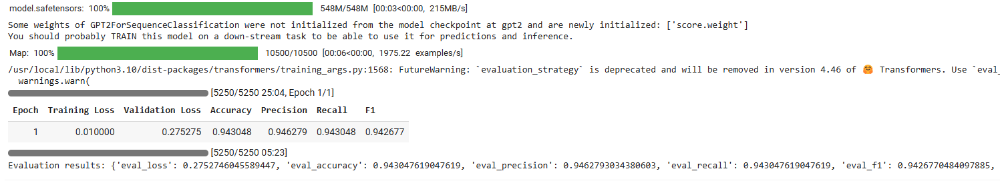 model.safetensors: 100% 548M/548M [00:03<00:00, 215MB/s]
Some weights of GPT2ForSequenceClassification were not initialized from the model checkpoint at gpt2 and are newly initialized: ['score.weight']
You should probably TRAIN this model on a down-stream task to be able to use it for predictions and inference.
Map: 100% 10500/10500 [00:06<00:00, 1975.22 examples/s]
/usr/local/lib/python3.10/dist-packages/transformers/training_args.py:1568: FutureWarning: `evaluation_strategy` is deprecated and will be removed in version 4.46 of 🤗 Transformers. Use `eval_
warnings.warn(
[5250/5250 25:04, Epoch 1/1]
Epoch Training Loss Validation Loss Accuracy Precision Recall F1
1 0.010000 0.275275 0.943048 0.946279 0.943048 0.942677
[5250/5250 05:23]
Evaluation results: {'eval_loss': 0.2752746045589447, 'eval_accuracy': 0.943047619047619, 'eval_precision': 0.9462793034380603, 'eval_recall': 0.943047619047619, 'eval_f1': 0.9426770484097885,